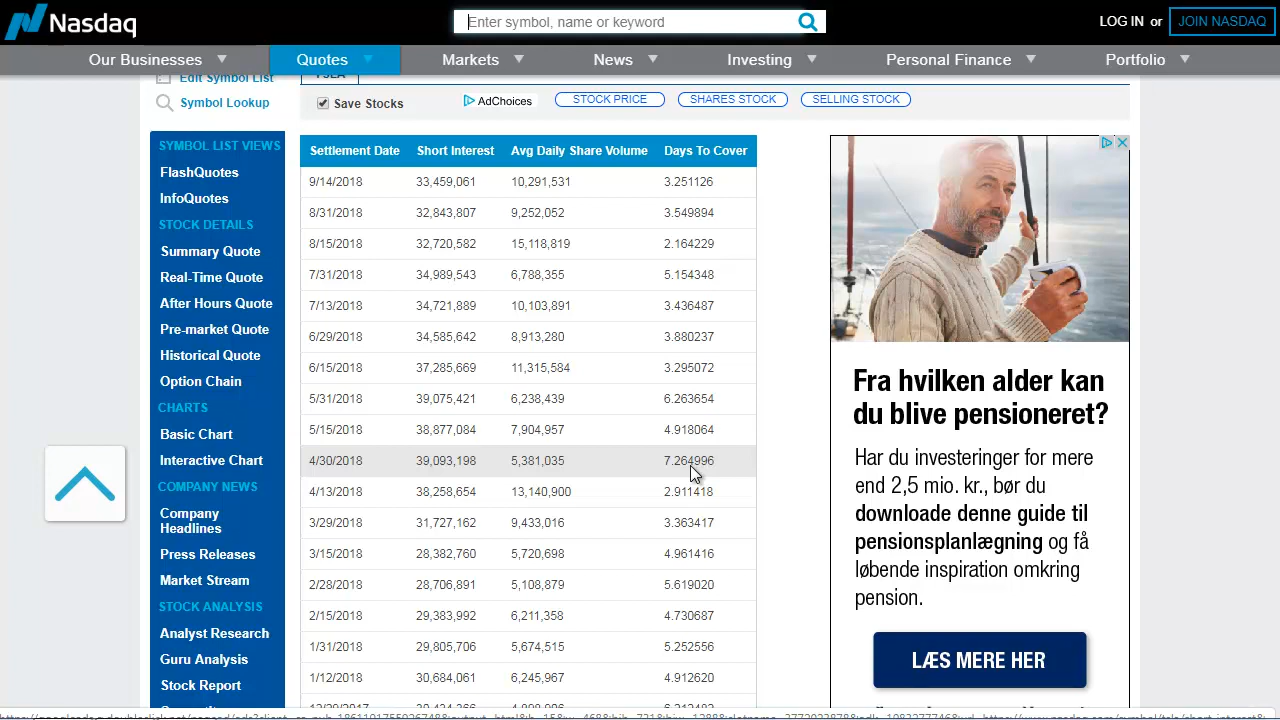 Nasdaq
Enter symbol, name or keyword
LOG IN or JOIN NASDAQ
Our Businesses Quotes Markets News Investing Personal Finance Portfolio
Edit Symbol List
TSLA
Symbol Lookup
Save Stocks
AdChoices
STOCK PRICE SHARES STOCK SELLING STOCK
SYMBOL LIST VIEWS
FlashQuotes
InfoQuotes
STOCK DETAILS
Summary Quote
Real-Time Quote
After Hours Quote
Pre-market Quote
Historical Quote
Option Chain
CHARTS
Basic Chart
Interactive Chart
COMPANY NEWS
Company
Headlines
Press Releases
Market Stream
STOCK ANALYSIS
Analyst Research
Guru Analysis
Stock Report
Settlement Date Short Interest Avg Daily Share Volume Days To Cover
9/14/2018 33,459,061 10,291,531 3.251126
8/31/2018 32,843,807 9,252,052 3.549894
8/15/2018 32,720,582 15,118,819 2.164229
7/31/2018 34,989,543 6,788,355 5.154348
7/13/2018 34,721,889 10,103,891 3.436487
6/29/2018 34,585,642 8,913,280 3.880237
6/15/2018 37,285,669 11,315,584 3.295072
5/31/2018 39,075,421 6,238,439 6.263654
5/15/2018 38,877,084 7,904,957 4.918064
4/30/2018 39,093,198 5,381,035 7.264996
4/13/2018 38,258,654 13,140,900 2.911418
3/29/2018 31,727,162 9,433,016 3.363417
3/15/2018 28,382,760 5,720,698 4.961416
2/28/2018 28,706,891 5,108,879 5.619020
2/15/2018 29,383,992 6,211,358 4.730687
1/31/2018 29,805,706 5,674,515 5.252556
1/12/2018 30,684,061 6,245,967 4.912620
Fra hvilken alder kan
du blive pensioneret?
Har du investeringer for mere
end 2,5 mio. kr., bør du
downloade denne guide til
pensionsplanlægning og få
løbende inspiration omkring
pension.
LÆS MERE HER